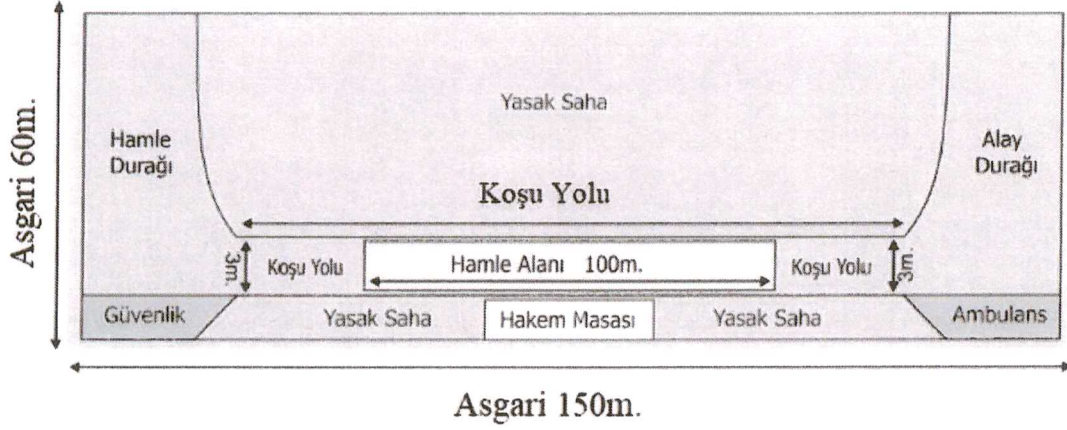 Asgari 60m.
Yasak Saha
Hamle
Durağı
Alay
Durağı
Koşu Yolu
3m.
Koşu Yolu
Hamle Alanı 100m.
Koşu Yolu
3m.
Güvenlik
Yasak Saha
Hakem Masası
Yasak Saha
Ambulans
Asgari 150m.